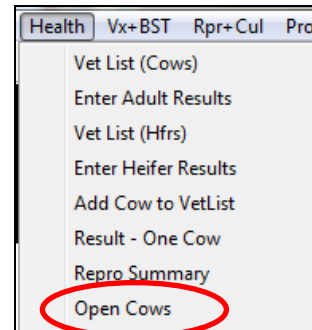 Health Vx+BST Rpr+Cul Pro
Vet List (Cows)
Enter Adult Results
Vet List (Hfrs)
Enter Heifer Results
Add Cow to VetList
Result - One Cow
Repro Summary
Open Cows